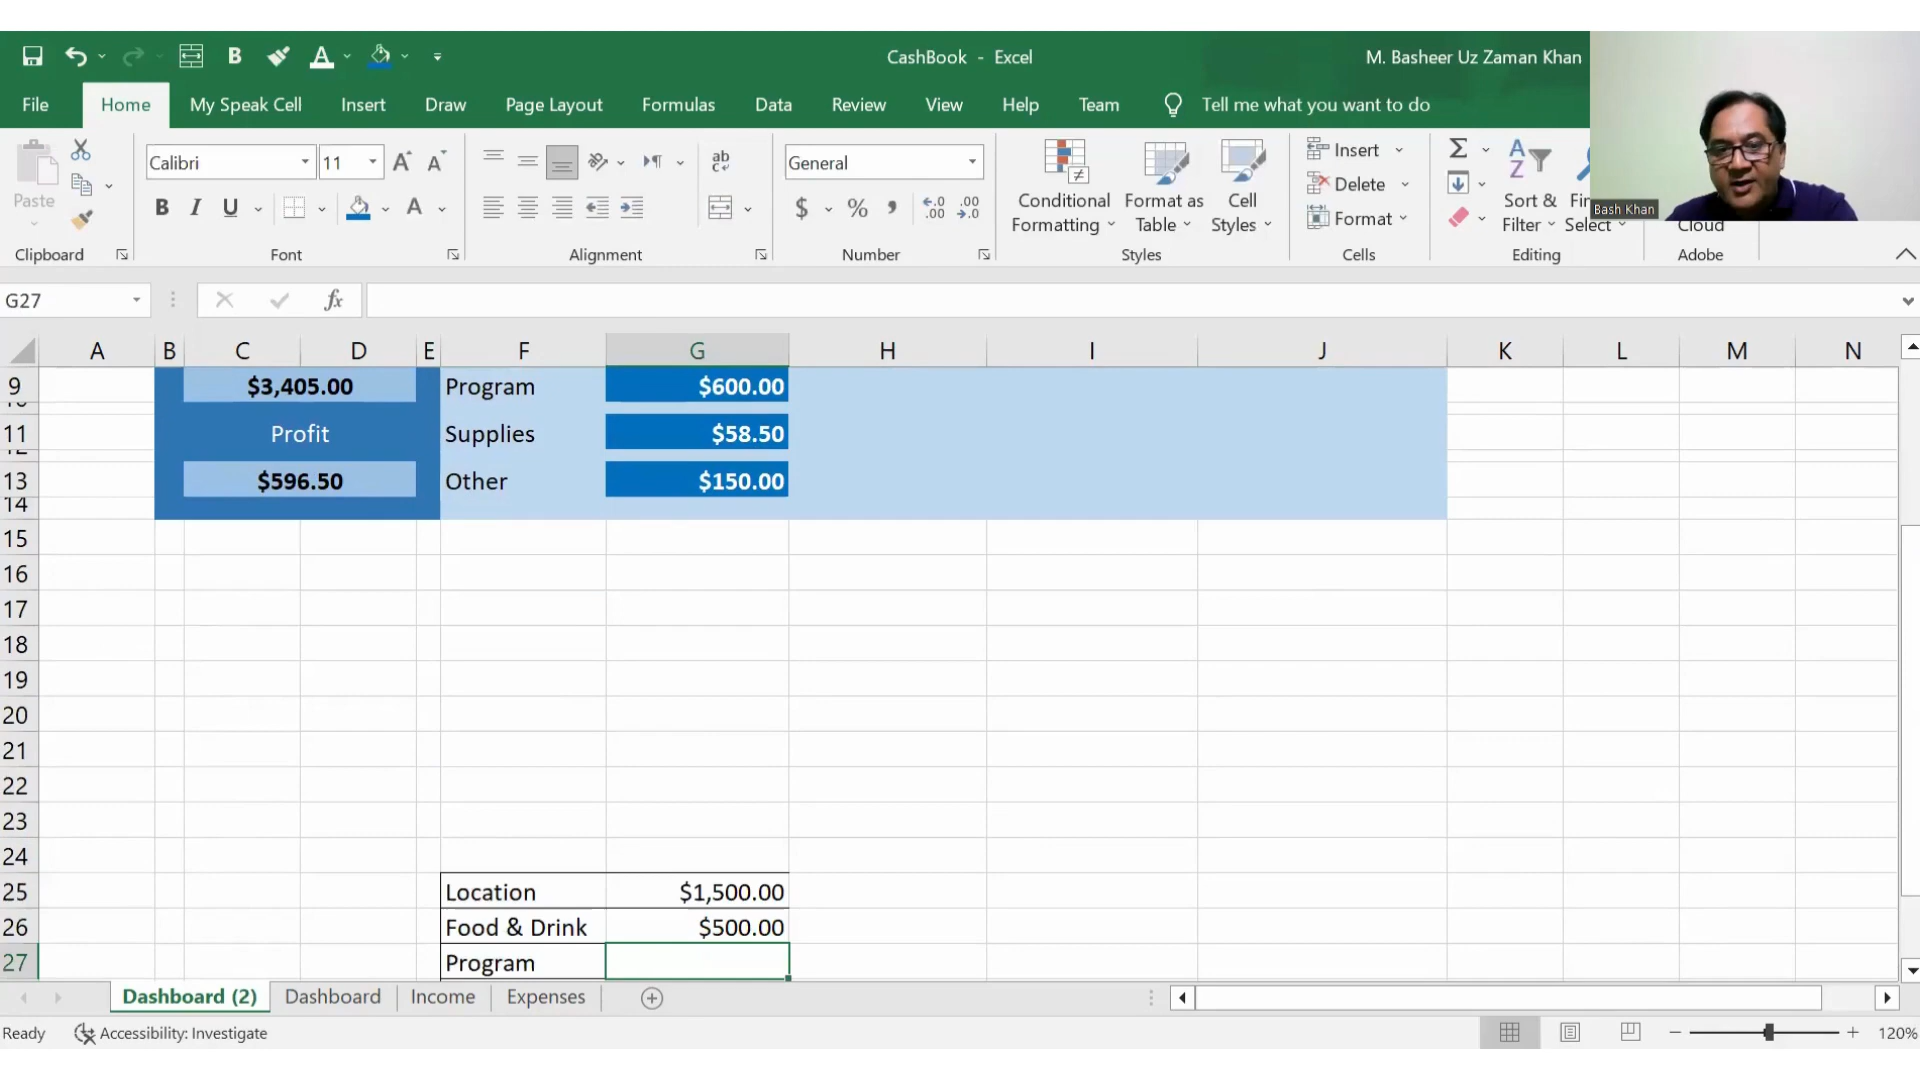 CashBook - Excel
M. Basheer Uz Zaman Khan
File Home My Speak Cell Insert Draw Page Layout Formulas Data Review View Help Team Tell me what you want to do
Paste
Clipboard
Calibri 11
B I U
Font
ab
Alignment
General
$ % , .00 .00
Number
Conditional Formatting
Format as Table
Cell Styles
Styles
Insert
Delete
Format
Cells
Sort & Filter
Select
Editing
Cloud
Adobe
Bash Khan
G27
fx
A B C D E F G H I J K L M N
9 $3,405.00 Program $600.00
11 Profit Supplies $58.50
13 $596.50 Other $150.00
14
15
16
17
18
19
20
21
22
23
24
25 Location $1,500.00
26 Food & Drink $500.00
27 Program
Dashboard (2) Dashboard Income Expenses
Ready Accessibility: Investigate 120%